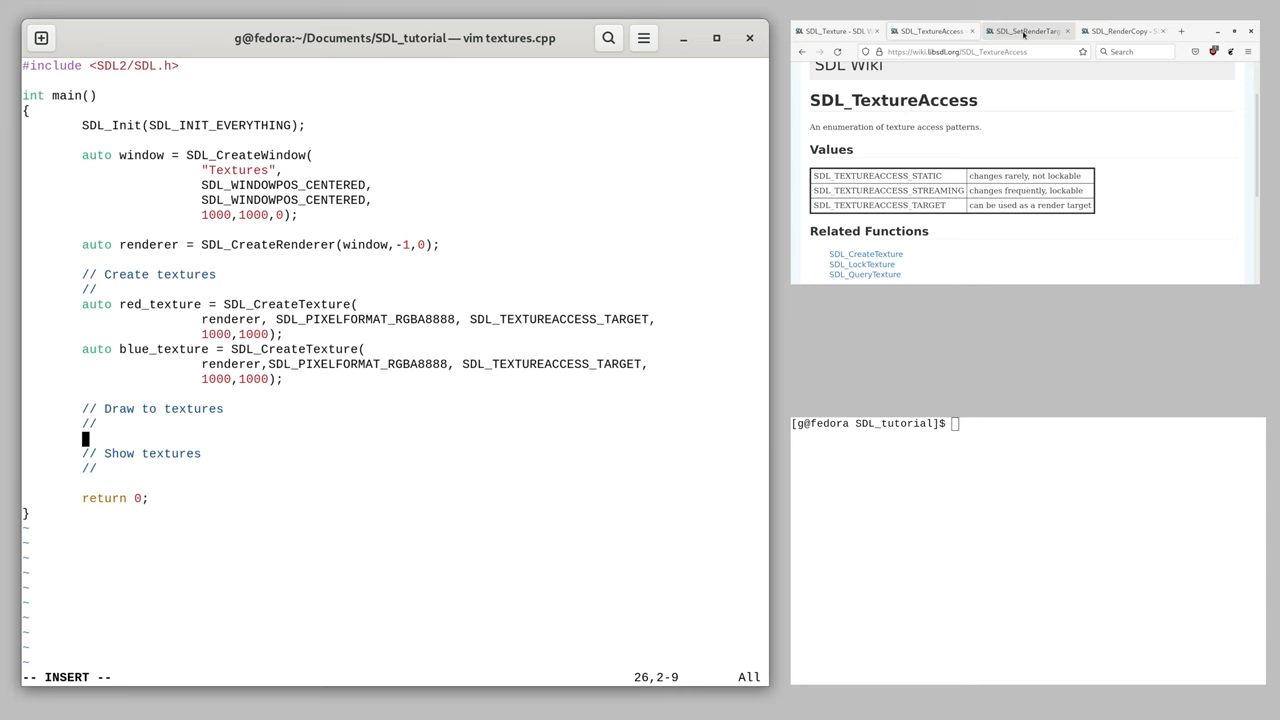 g@fedora:~/Documents/SDL_tutorial — vim textures.cpp
#include <SDL2/SDL.h>
int main()
{
SDL_Init(SDL_INIT_EVERYTHING);
auto window = SDL_CreateWindow(
"Textures",
SDL_WINDOWPOS_CENTERED,
SDL_WINDOWPOS_CENTERED,
1000,1000,0);
auto renderer = SDL_CreateRenderer(window,-1,0);
// Create textures
//
auto red_texture = SDL_CreateTexture(
renderer, SDL_PIXELFORMAT_RGBA8888, SDL_TEXTUREACCESS_TARGET,
1000,1000);
auto blue_texture = SDL_CreateTexture(
renderer,SDL_PIXELFORMAT_RGBA8888, SDL_TEXTUREACCESS_TARGET,
1000,1000);
// Draw to textures
//
// Show textures
//
return 0;
}
~
~
~
~
~
~
~
~
~
~
-- INSERT -- 26,2-9 All
SDL_Texture - SDL W SDL_TextureAccess SDL_SetRenderTarg SDL_RenderCopy - S
https://wiki.libsdl.org/SDL_TextureAccess Search
SDL Wiki
SDL_TextureAccess
An enumeration of texture access patterns.
Values
SDL_TEXTUREACCESS_STATIC changes rarely, not lockable
SDL_TEXTUREACCESS_STREAMING changes frequently, lockable
SDL_TEXTUREACCESS_TARGET can be used as a render target
Related Functions
SDL_CreateTexture
SDL_LockTexture
SDL_QueryTexture
[g@fedora SDL_tutorial]$